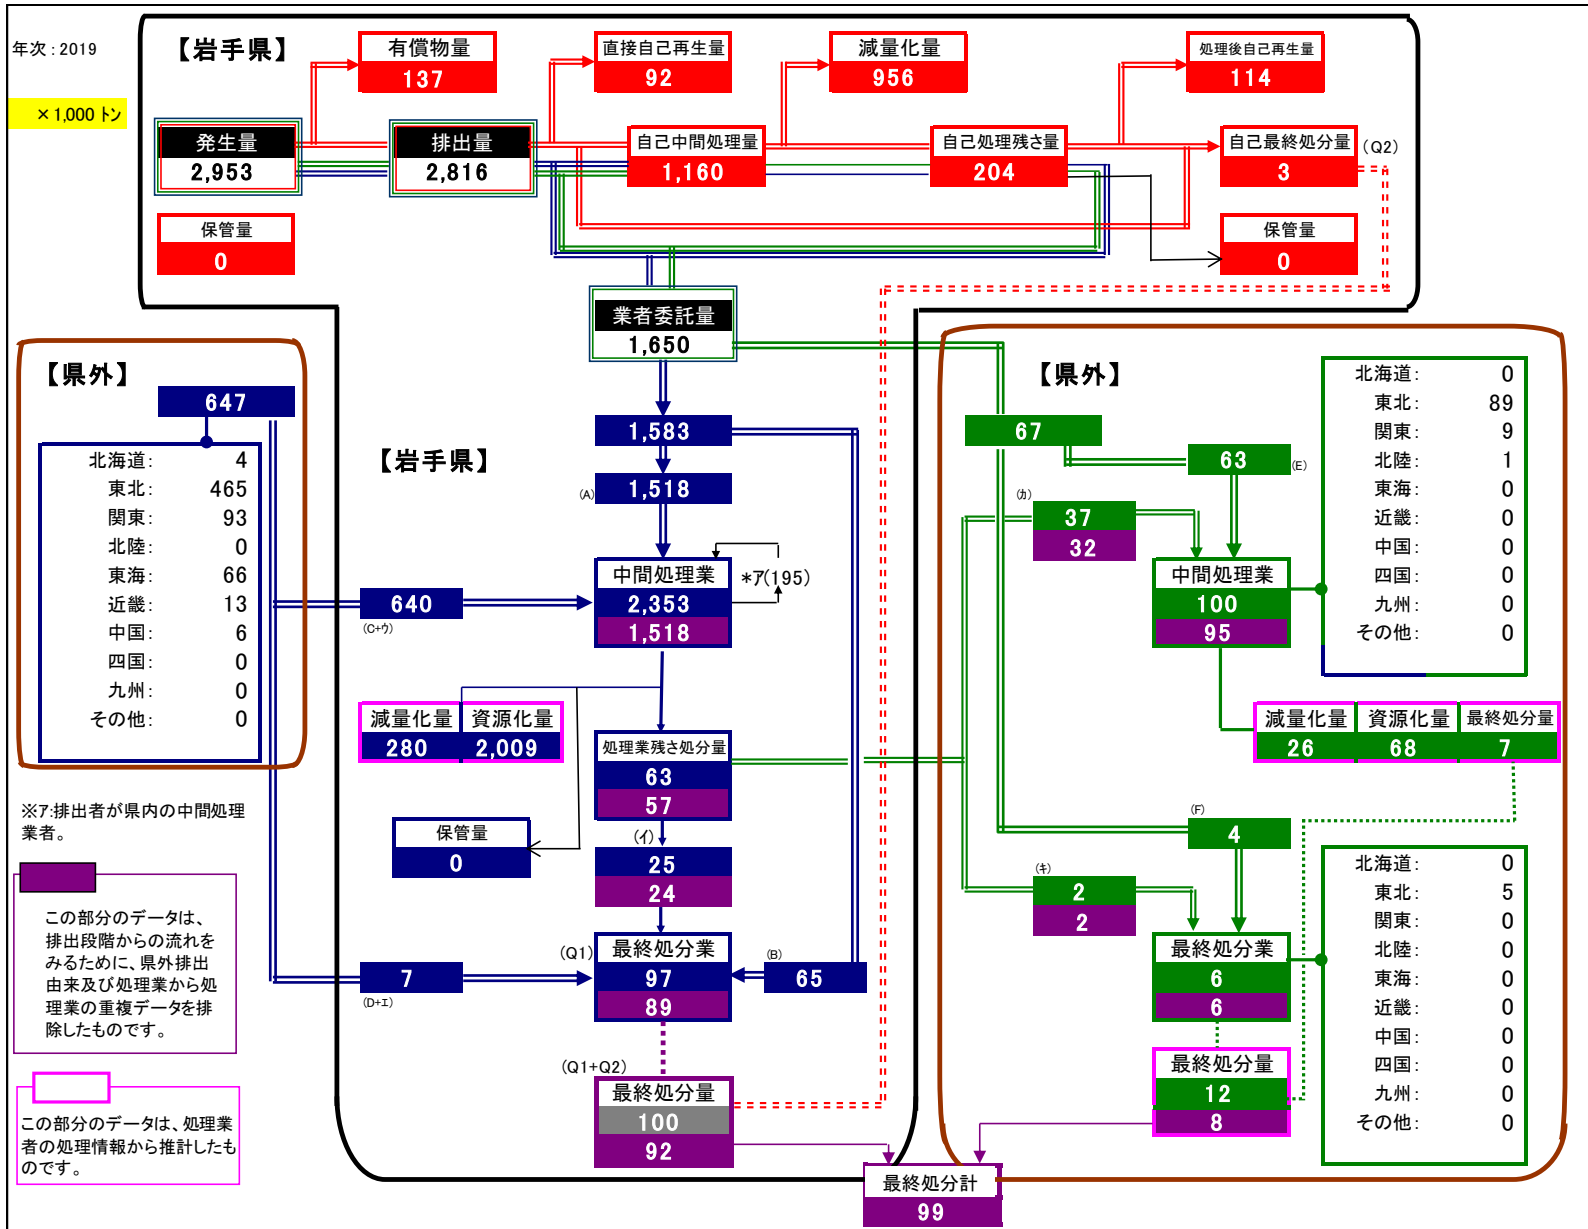 年次：2019
×1,000 トン
【岩手県】
有償物量
137
直接自己再生量
92
減量化量
956
処理後自己再生量
114
発生量
2,953
排出量
2,816
自己中間処理量
1,160
自己処理残さ量
204
自己最終処分量
3
(Q2)
保管量
0
保管量
0
業者委託量
1,650
【県外】
647
北海道： 4
東北： 465
関東： 93
北陸： 0
東海： 66
近畿： 13
中国： 6
四国： 0
九州： 0
その他： 0
【岩手県】
1,583
(A)
1,518
中間処理業
2,353
1,518
*ｱ(195)
640
(C+ｳ)
減量化量
280
資源化量
2,009
処理業残さ処分量
63
57
保管量
0
(ｲ)
25
24
(Q1)
最終処分業
97
89
(B)
65
7
(D+ｴ)
(Q1+Q2)
最終処分量
100
92
【県外】
67
63
(E)
(ｶ)
37
32
中間処理業
100
95
北海道： 0
東北： 89
関東： 9
北陸： 1
東海： 0
近畿： 0
中国： 0
四国： 0
九州： 0
その他： 0
減量化量
26
資源化量
68
最終処分量
7
(F)
4
(ｷ)
2
2
最終処分業
6
6
最終処分量
12
8
北海道： 0
東北： 5
関東： 0
北陸： 0
東海： 0
近畿： 0
中国： 0
四国： 0
九州： 0
その他： 0
最終処分計
99
※ｱ:排出者が県内の中間処理
業者。
この部分のデータは、
排出段階からの流れを
みるために、県外排出
由来及び処理業から処
理業の重複データを排
除したものです。
この部分のデータは、処理業
者の処理情報から推計したも
のです。